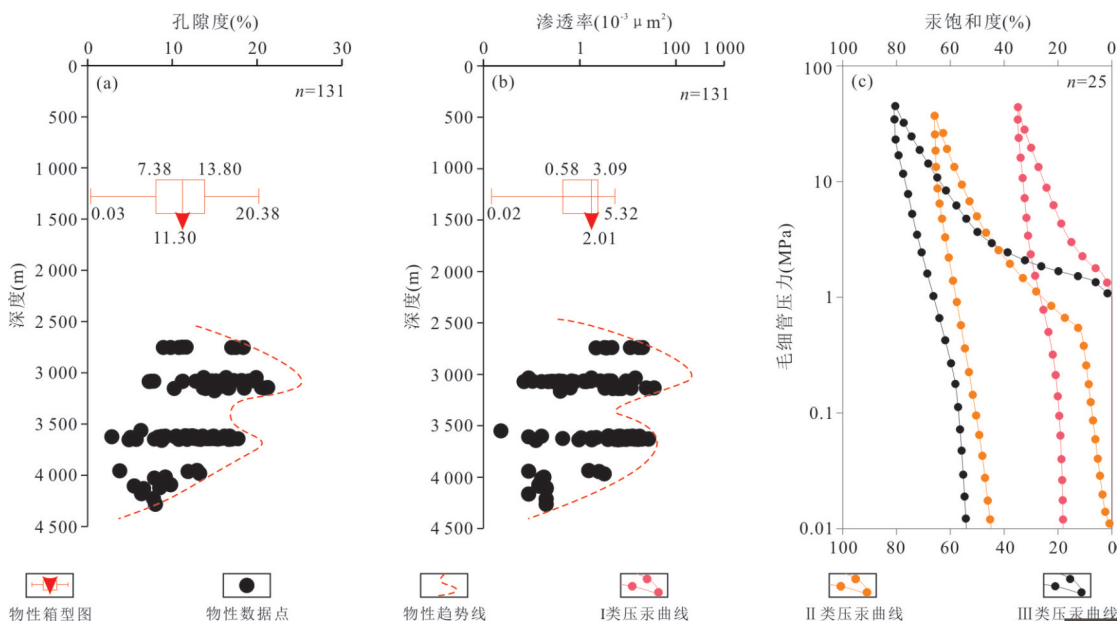 孔隙度(%)
0 10 20 30
渗透率(10⁻³ μm²)
0 1 100 1 000
汞饱和度(%)
80 60 40 20 0
(a)
n=131
(b)
n=131
(c)
n=25
深度(m)
0
500
1 000
1 500
2 000
2 500
3 000
3 500
4 000
4 500
7.38 13.80
0.03 20.38
11.30
深度(m)
0
500
1 000
1 500
2 000
2 500
3 000
3 500
4 000
4 500
0.58 3.09
0.02 5.32
2.01
毛细管压力(MPa)
100
10
1
0.1
0.01
100 80 60 40 20 0
物性箱型图
物性数据点
物性趋势线
I类压汞曲线
II类压汞曲线
III类压汞曲线